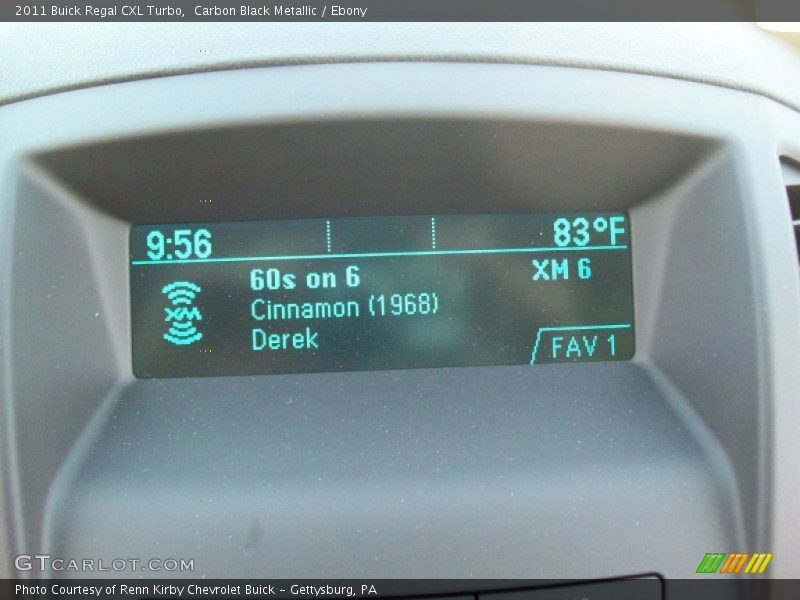 2011 Buick Regal CXL Turbo,  Carbon Black Metallic / Ebony
9:56
83°F
60s on 6
XM 6
XM
Cinnamon (1968)
Derek
FAV 1
GTCARLOT.COM
Photo Courtesy of Renn Kirby Chevrolet Buick – Gettysburg, PA